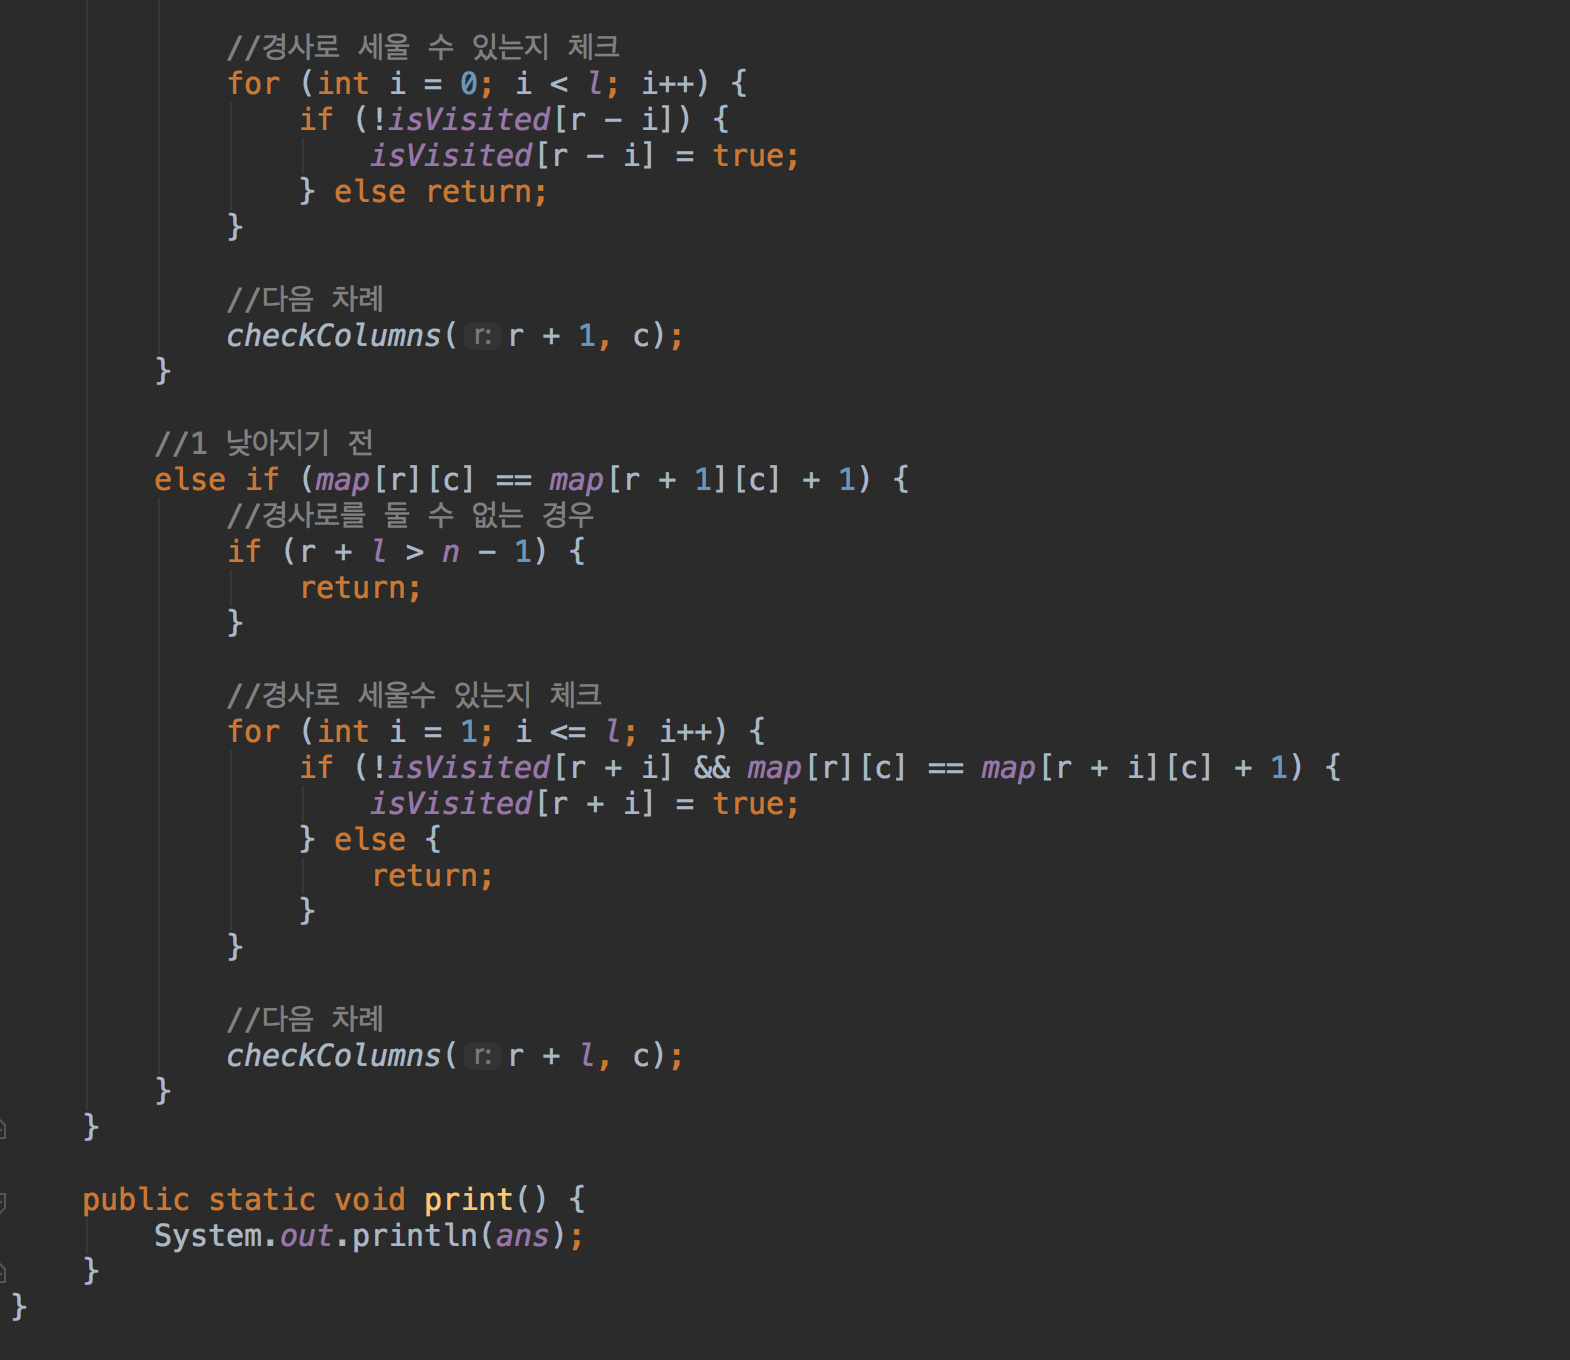 //경사로 세울 수 있는지 체크
for (int i = 0; i < l; i++) {
if (!isVisited[r - i]) {
isVisited[r - i] = true;
} else return;
}
//다음 차례
checkColumns( r: r + 1, c);
}
//1 낮아지기 전
else if (map[r][c] == map[r + 1][c] + 1) {
//경사로를 둘 수 없는 경우
if (r + l > n - 1) {
return;
}
//경사로 세울수 있는지 체크
for (int i = 1; i <= l; i++) {
if (!isVisited[r + i] && map[r][c] == map[r + i][c] + 1) {
isVisited[r + i] = true;
} else {
return;
}
}
//다음 차례
checkColumns( r: r + l, c);
}
}
public static void print() {
System.out.println(ans);
}
}